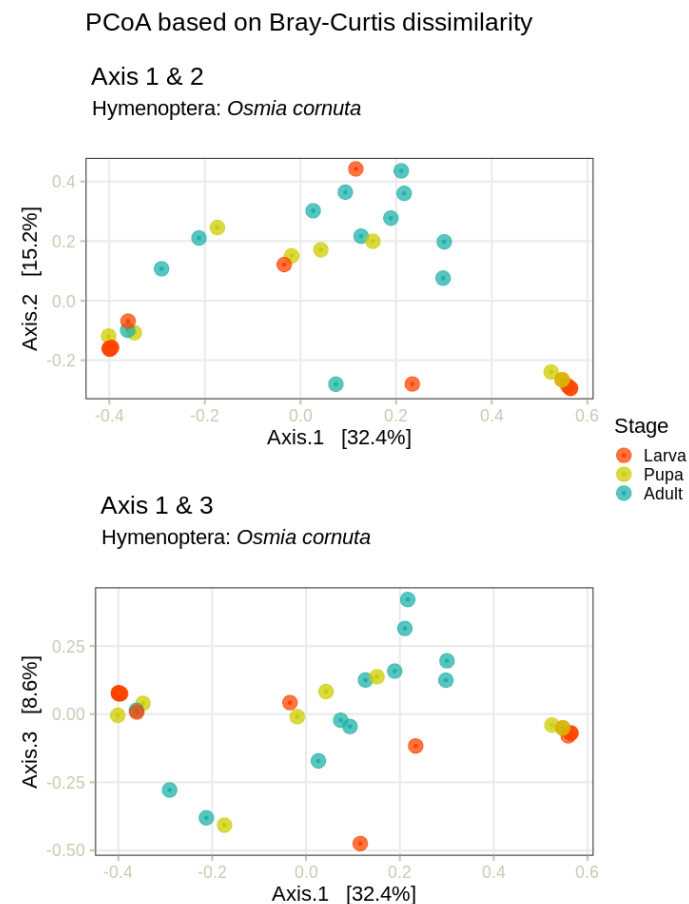 PCoA based on Bray-Curtis dissimilarity
Axis 1 & 2
Hymenoptera: Osmia cornuta
0.4
0.2
0.0
-0.2
Axis.2 [15.2%]
-0.4 -0.2 0.0 0.2 0.4 0.6
Axis.1 [32.4%]
Stage
Larva
Pupa
Adult
Axis 1 & 3
Hymenoptera: Osmia cornuta
0.25
0.00
-0.25
-0.50
Axis.3 [8.6%]
-0.4 -0.2 0.0 0.2 0.4 0.6
Axis.1 [32.4%]